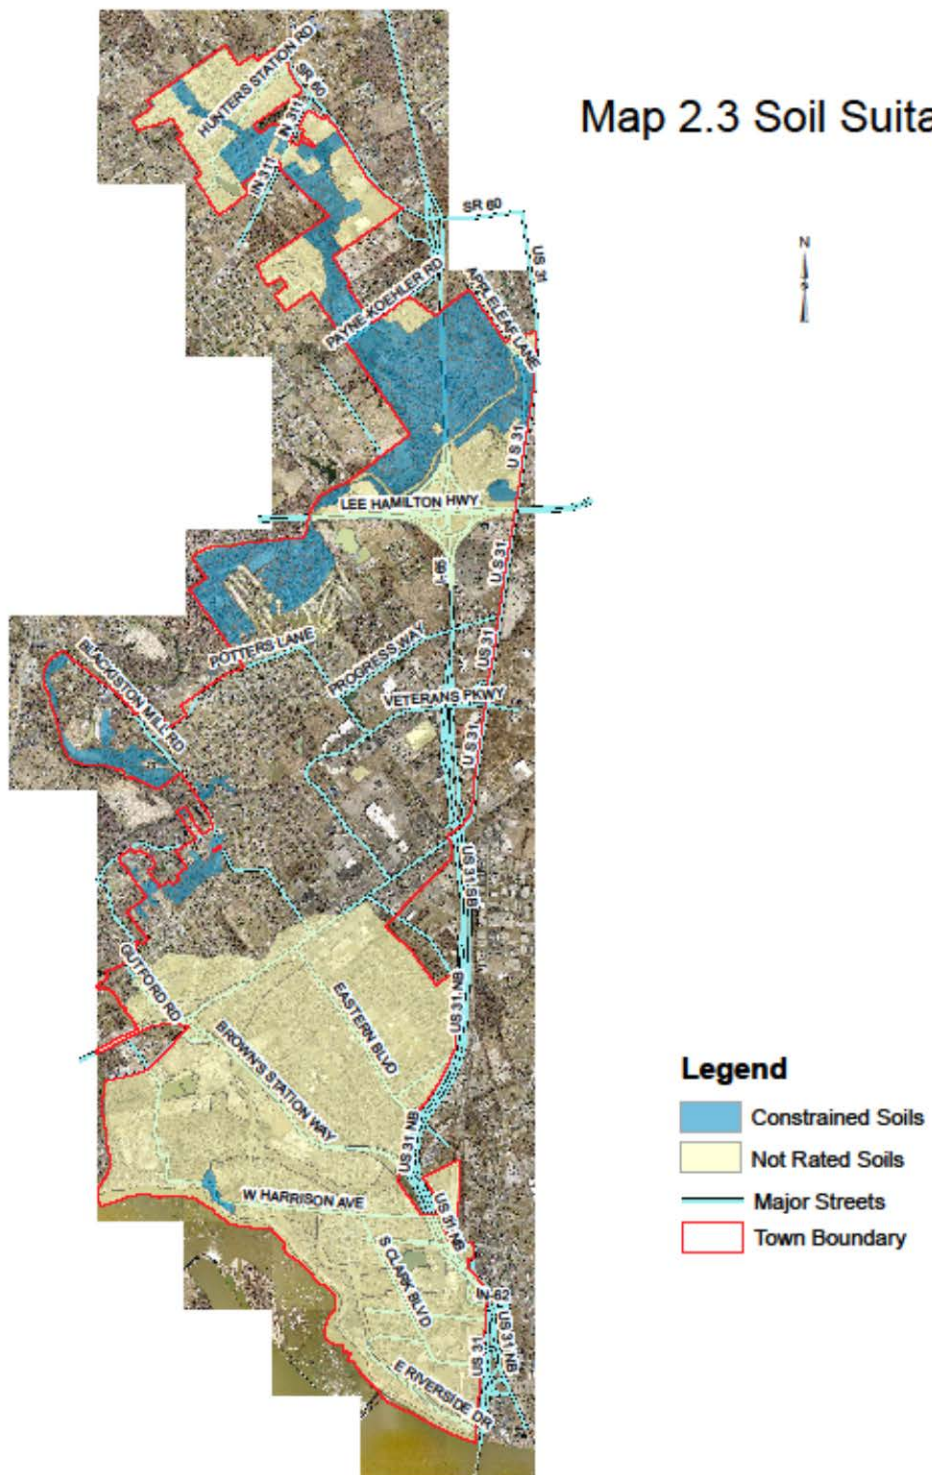 Map 2.3 Soil Suita
HUNTERS STATION RD
SR 60
IN 311
IN 311
SR 60
US 31
N
PAYNE-KOEHLER RD
APPLELEAF LANE
US 31
LEE HAMILTON HWY
I-65
US 31
POTTERS LANE
PROGRESS WAY
US 31
BLACKISTON MILL RD
VETERANS PKWY
US 31
US 31 SB
GUTFORD RD
EASTERN BLVD
US 31 NB
BROWN'S STATION WAY
US 31 NB
W HARRISON AVE
US 31 NB
S CLARK BLVD
IN 62
US 31 NB
US 31
E RIVERSIDE DR
Legend
Constrained Soils
Not Rated Soils
Major Streets
Town Boundary